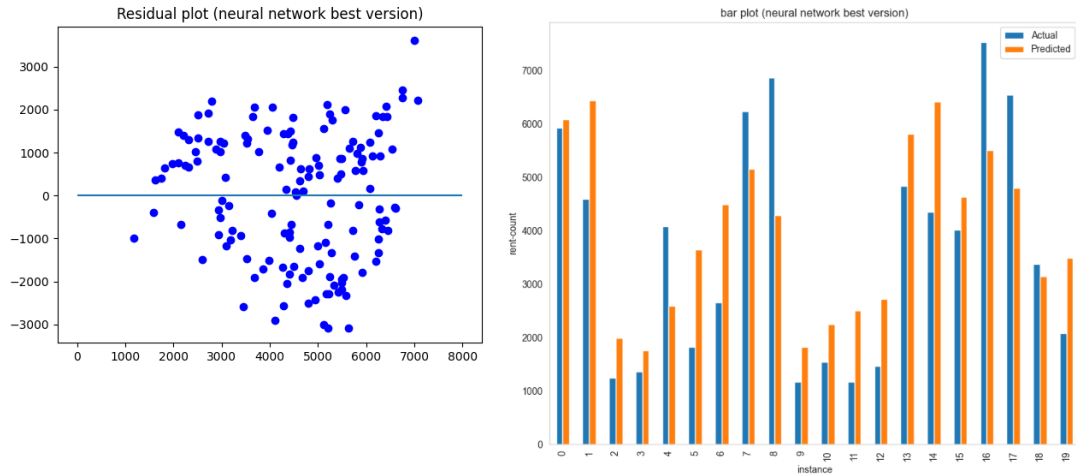 Residual plot (neural network best version)
3000
2000
1000
0
−1000
−2000
−3000
0 1000 2000 3000 4000 5000 6000 7000 8000
bar plot (neural network best version)
Actual
Predicted
7000
6000
5000
4000
3000
2000
1000
0
rent-count
0 1 2 3 4 5 6 7 8 9 10 11 12 13 14 15 16 17 18 19
instance